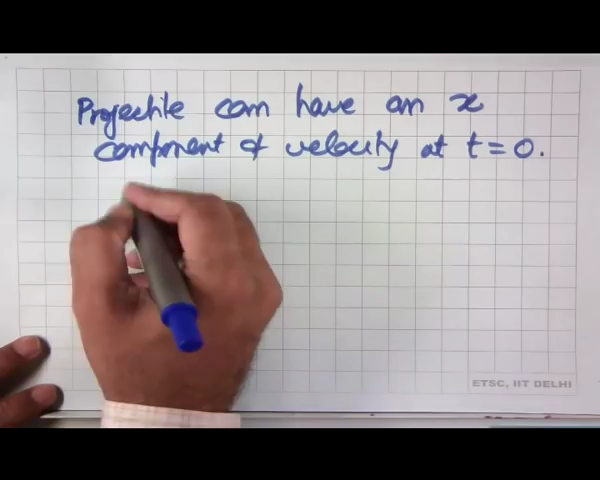 Projectile can have an x
component of velocity at t = 0.
ETSC, IIT DELHI